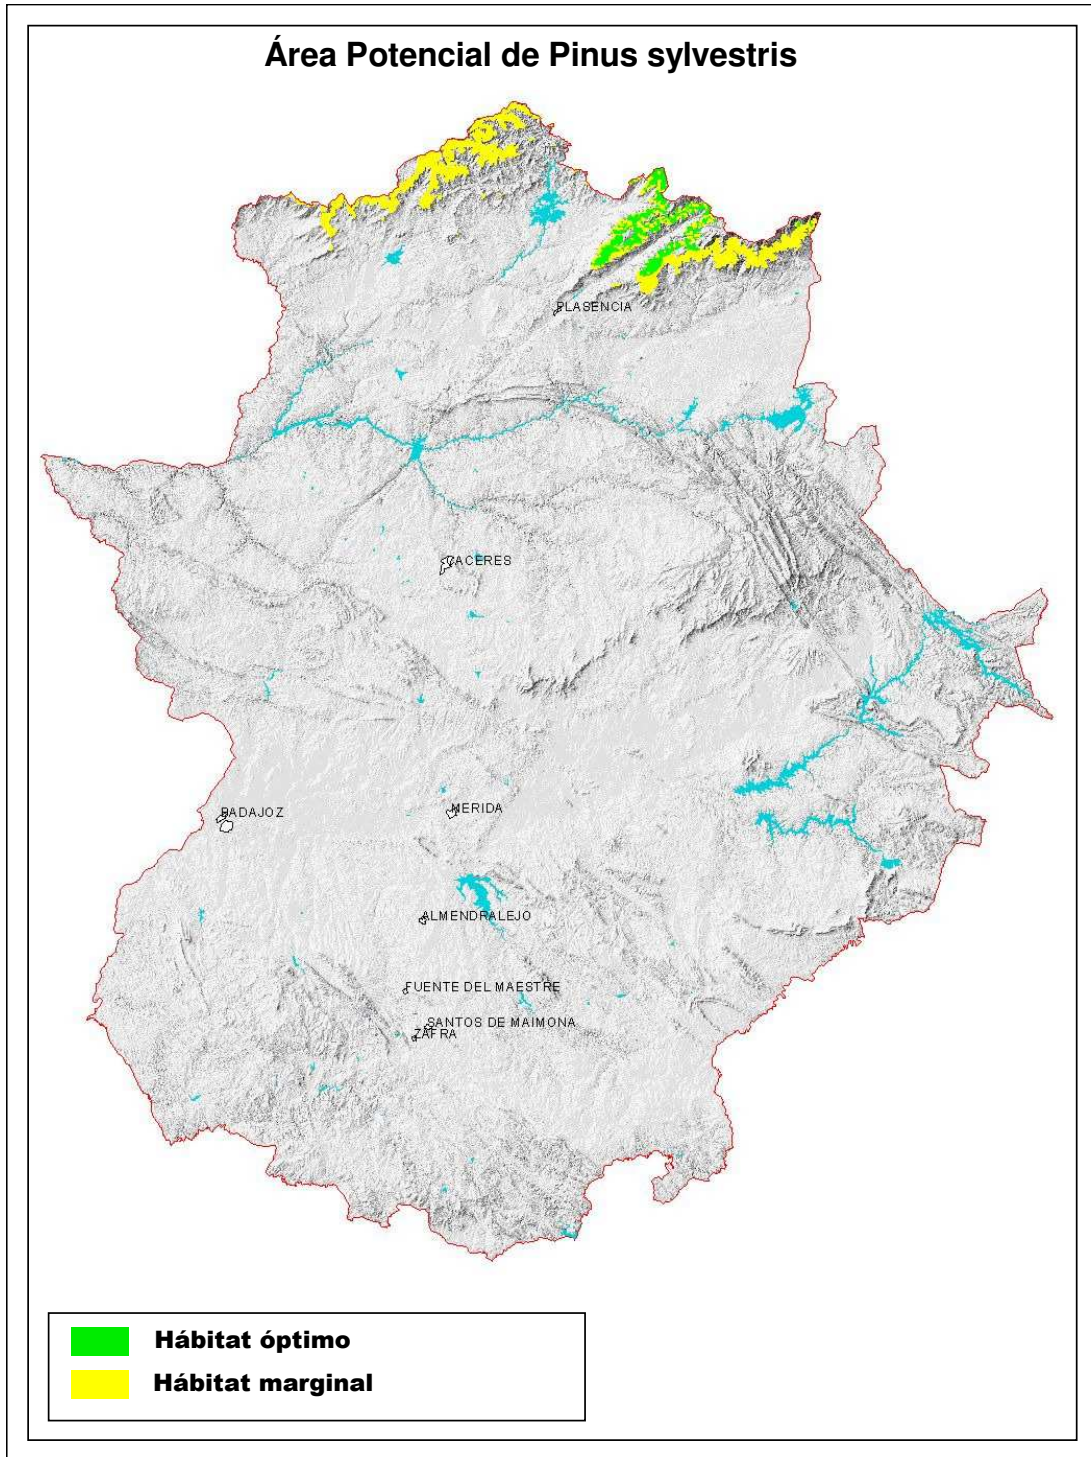 Área Potencial de Pinus sylvestris
PLASENCIA
CACERES
BADAJOZ
MERIDA
ALMENDRALEJO
FUENTE DEL MAESTRE
SANTOS DE MAIMONA
ZAFRA
Hábitat óptimo
Hábitat marginal